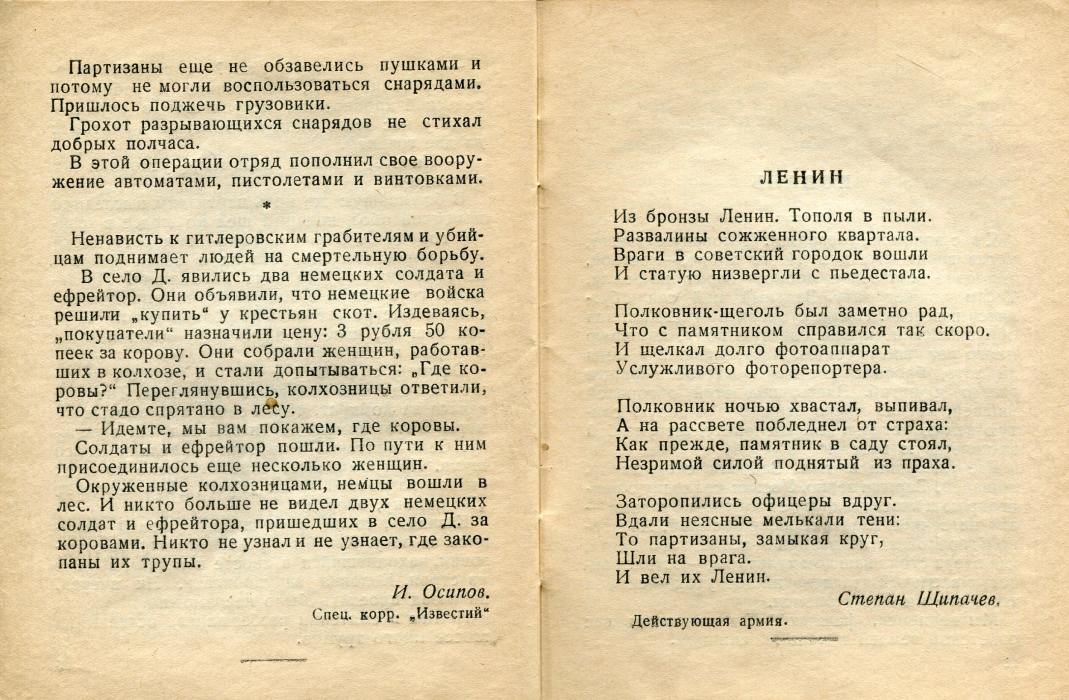 Партизаны еще не обзавелись пушками и
потому не могли воспользоваться снарядами.
Пришлось поджечь грузовики.
Грохот разрывающихся снарядов не стихал
добрых полчаса.
В этой операции отряд пополнил свое воору-
жение автоматами, пистолетами и винтовками.
*
Ненависть к гитлеровским грабителям и убий-
цам поднимает людей на смертельную борьбу.
В село Д. явились два немецких солдата и
ефрейтор. Они объявили, что немецкие войска
решили „купить“ у крестьян скот. Издеваясь,
„покупатели“ назначили цену: 3 рубля 50 ко-
пеек за корову. Они собрали женщин, работав-
ших в колхозе, и стали допытываться: „Где ко-
ровы?“ Переглянувшись, колхозницы ответили,
что стадо спрятано в лесу.
— Идемте, мы вам покажем, где коровы.
Солдаты и ефрейтор пошли. По пути к ним
присоединилось еще несколько женщин.
Окруженные колхозницами, немцы вошли в
лес. И никто больше не видел двух немецких
солдат и ефрейтора, пришедших в село Д. за
коровами. Никто не узнал и не узнает, где зако-
паны их трупы.
И. Осипов.
Спец. корр. „Известий“
ЛЕНИН
Из бронзы Ленин. Тополя в пыли.
Развалины сожженного квартала.
Враги в советский городок вошли
И статую низвергли с пьедестала.
Полковник-щеголь был заметно рад,
Что с памятником справился так скоро.
И щелкал долго фотоаппарат
Услужливого фоторепортера.
Полковник ночью хвастал, выпивал,
А на рассвете побледнел от страха:
Как прежде, памятник в саду стоял,
Незримой силой поднятый из праха.
Заторопились офицеры вдруг.
Вдали неясные мелькали тени:
То партизаны, замыкая круг,
Шли на врага.
И вел их Ленин.
Степан Щипачев.
Действующая армия.